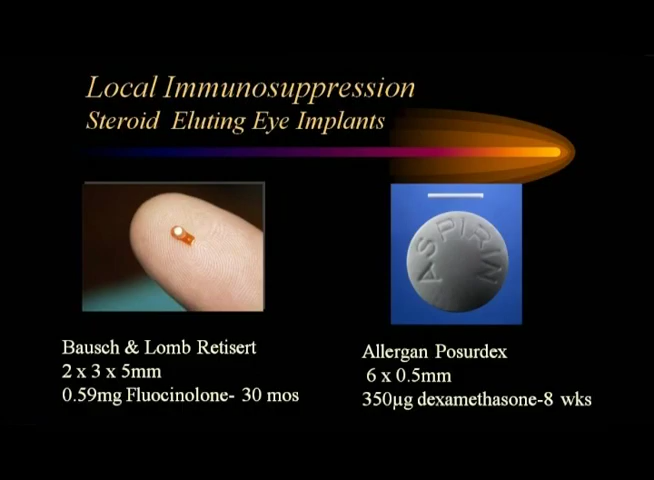 Local Immunosuppression
Steroid Eluting Eye Implants
ASPIRIN
Bausch & Lomb Retisert
2 x 3 x 5mm
0.59mg Fluocinolone- 30 mos
Allergan Posurdex
6 x 0.5mm
350µg dexamethasone-8 wks